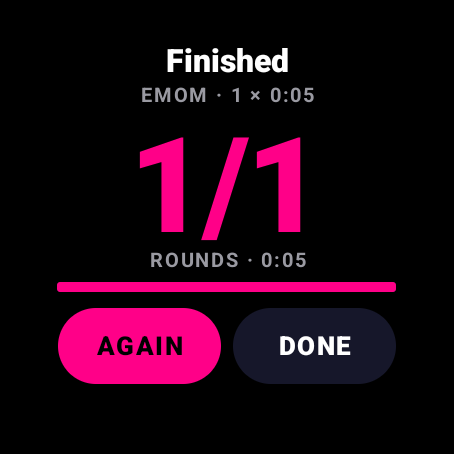 Finished
EMOM · 1 × 0:05
1/1
ROUNDS · 0:05
AGAIN
DONE